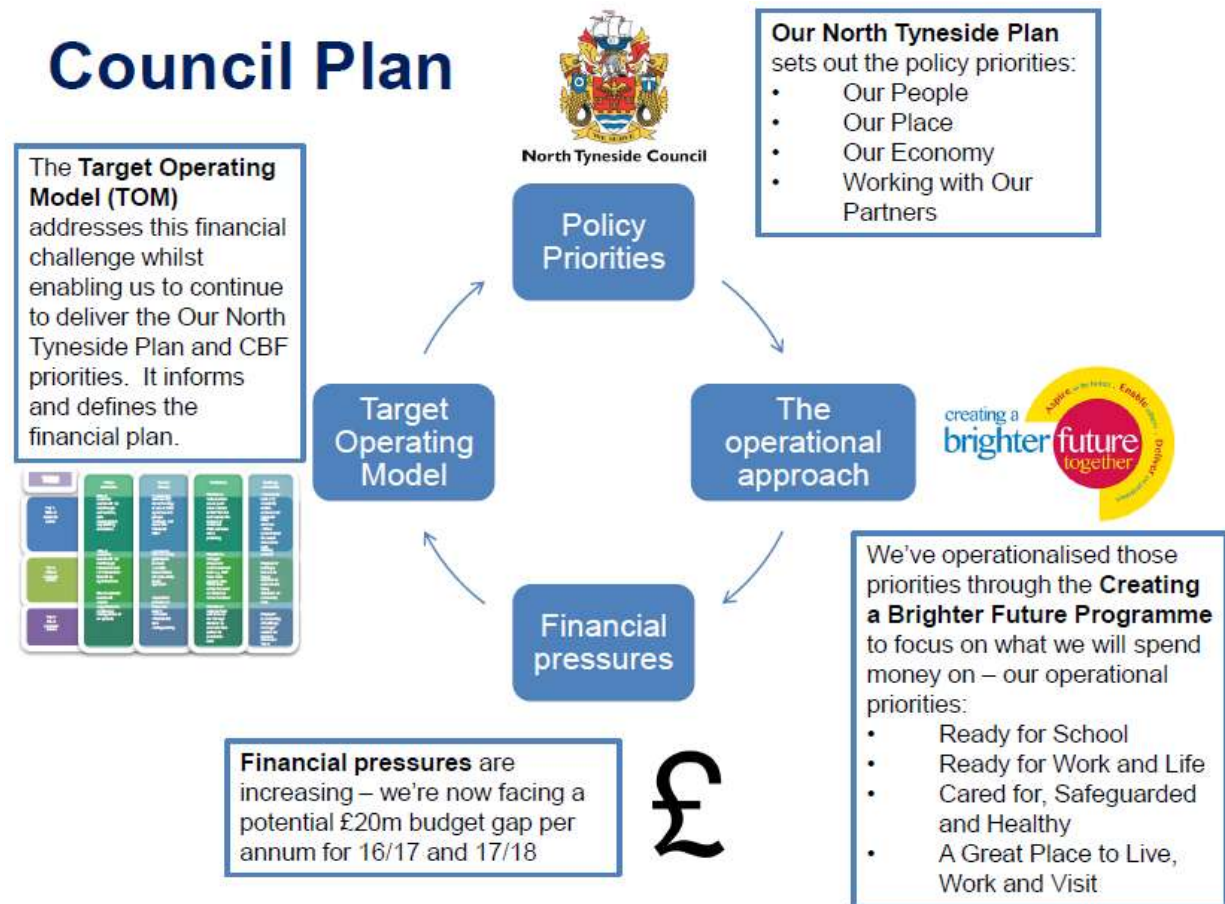 Council Plan
WE SERVE
North Tyneside Council
Our North Tyneside Plan
sets out the policy priorities:
• Our People
• Our Place
• Our Economy
• Working with Our
Partners
The Target Operating
Model (TOM)
addresses this financial
challenge whilst
enabling us to continue
to deliver the Our North
Tyneside Plan and CBF
priorities. It informs
and defines the
financial plan.
Policy
Priorities
Target
Operating
Model
The
operational
approach
Financial
pressures
creating a
brighter future
together
Aspire
Enable
Deliver
We’ve operationalised those
priorities through the Creating
a Brighter Future Programme
to focus on what we will spend
money on – our operational
priorities:
• Ready for School
• Ready for Work and Life
• Cared for, Safeguarded
and Healthy
• A Great Place to Live,
Work and Visit
Financial pressures are
increasing – we’re now facing a
potential £20m budget gap per
annum for 16/17 and 17/18
£